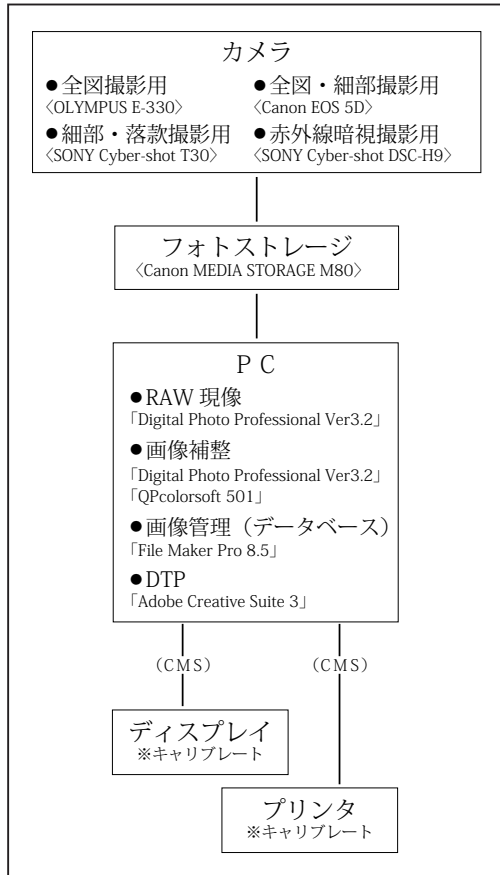 カメラ
●全図撮影用
〈OLYMPUS E-330〉
●全図・細部撮影用
〈Canon EOS 5D〉
●細部・落款撮影用
〈SONY Cyber-shot T30〉
●赤外線暗視撮影用
〈SONY Cyber-shot DSC-H9〉
フォトストレージ
〈Canon MEDIA STORAGE M80〉
ＰＣ
●RAW 現像
「Digital Photo Professional Ver3.2」
●画像補整
「Digital Photo Professional Ver3.2」
「QPcolorsoft 501」
●画像管理（データベース）
「File Maker Pro 8.5」
●DTP
「Adobe Creative Suite 3」
（CMS）
（CMS）
ディスプレイ
※キャリブレート
プリンタ
※キャリブレート